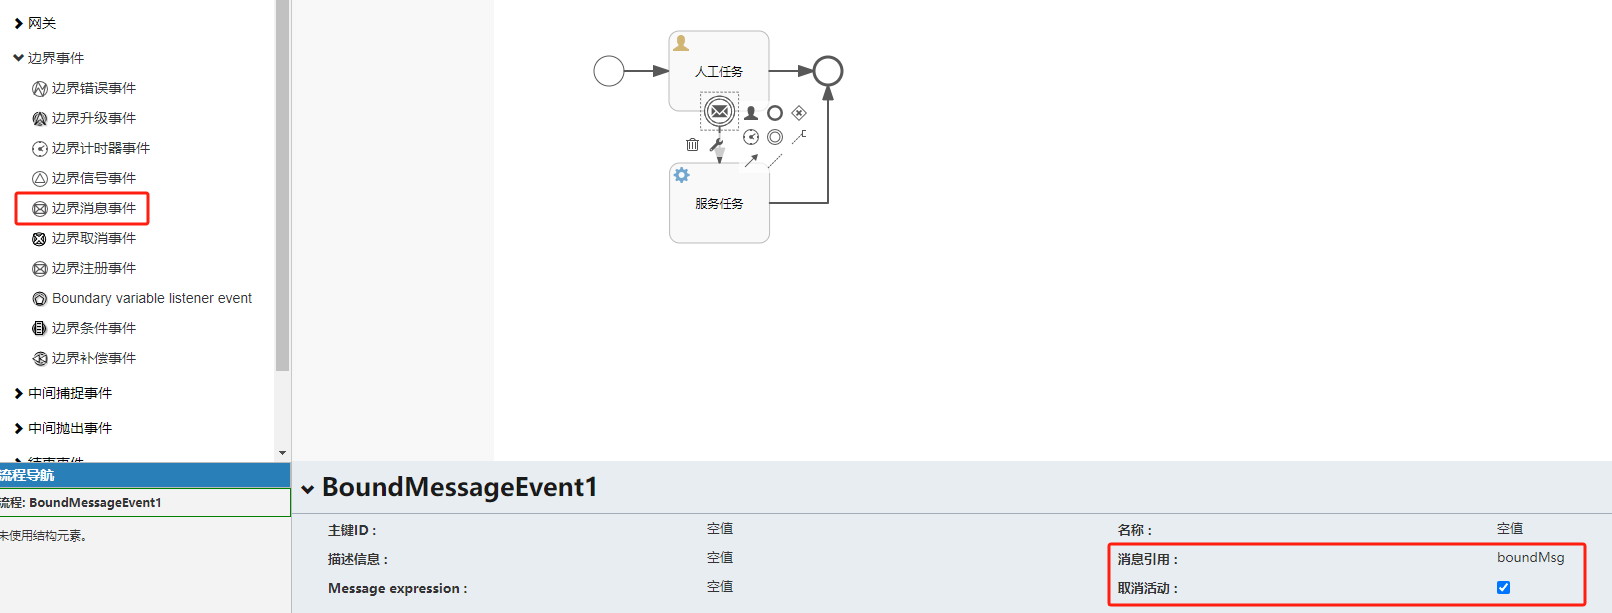 网关
边界事件
边界错误事件
边界升级事件
边界计时器事件
边界信号事件
边界消息事件
边界取消事件
边界注册事件
Boundary variable listener event
边界条件事件
边界补偿事件
中间捕捉事件
中间抛出事件
结束事件
流程导航
流程: BoundMessageEvent1
未使用结构元素。
人工任务
服务任务
BoundMessageEvent1
主键ID : 空值 名称 : 空值
描述信息 : 空值 消息引用 : boundMsg
Message expression : 空值 取消活动 :